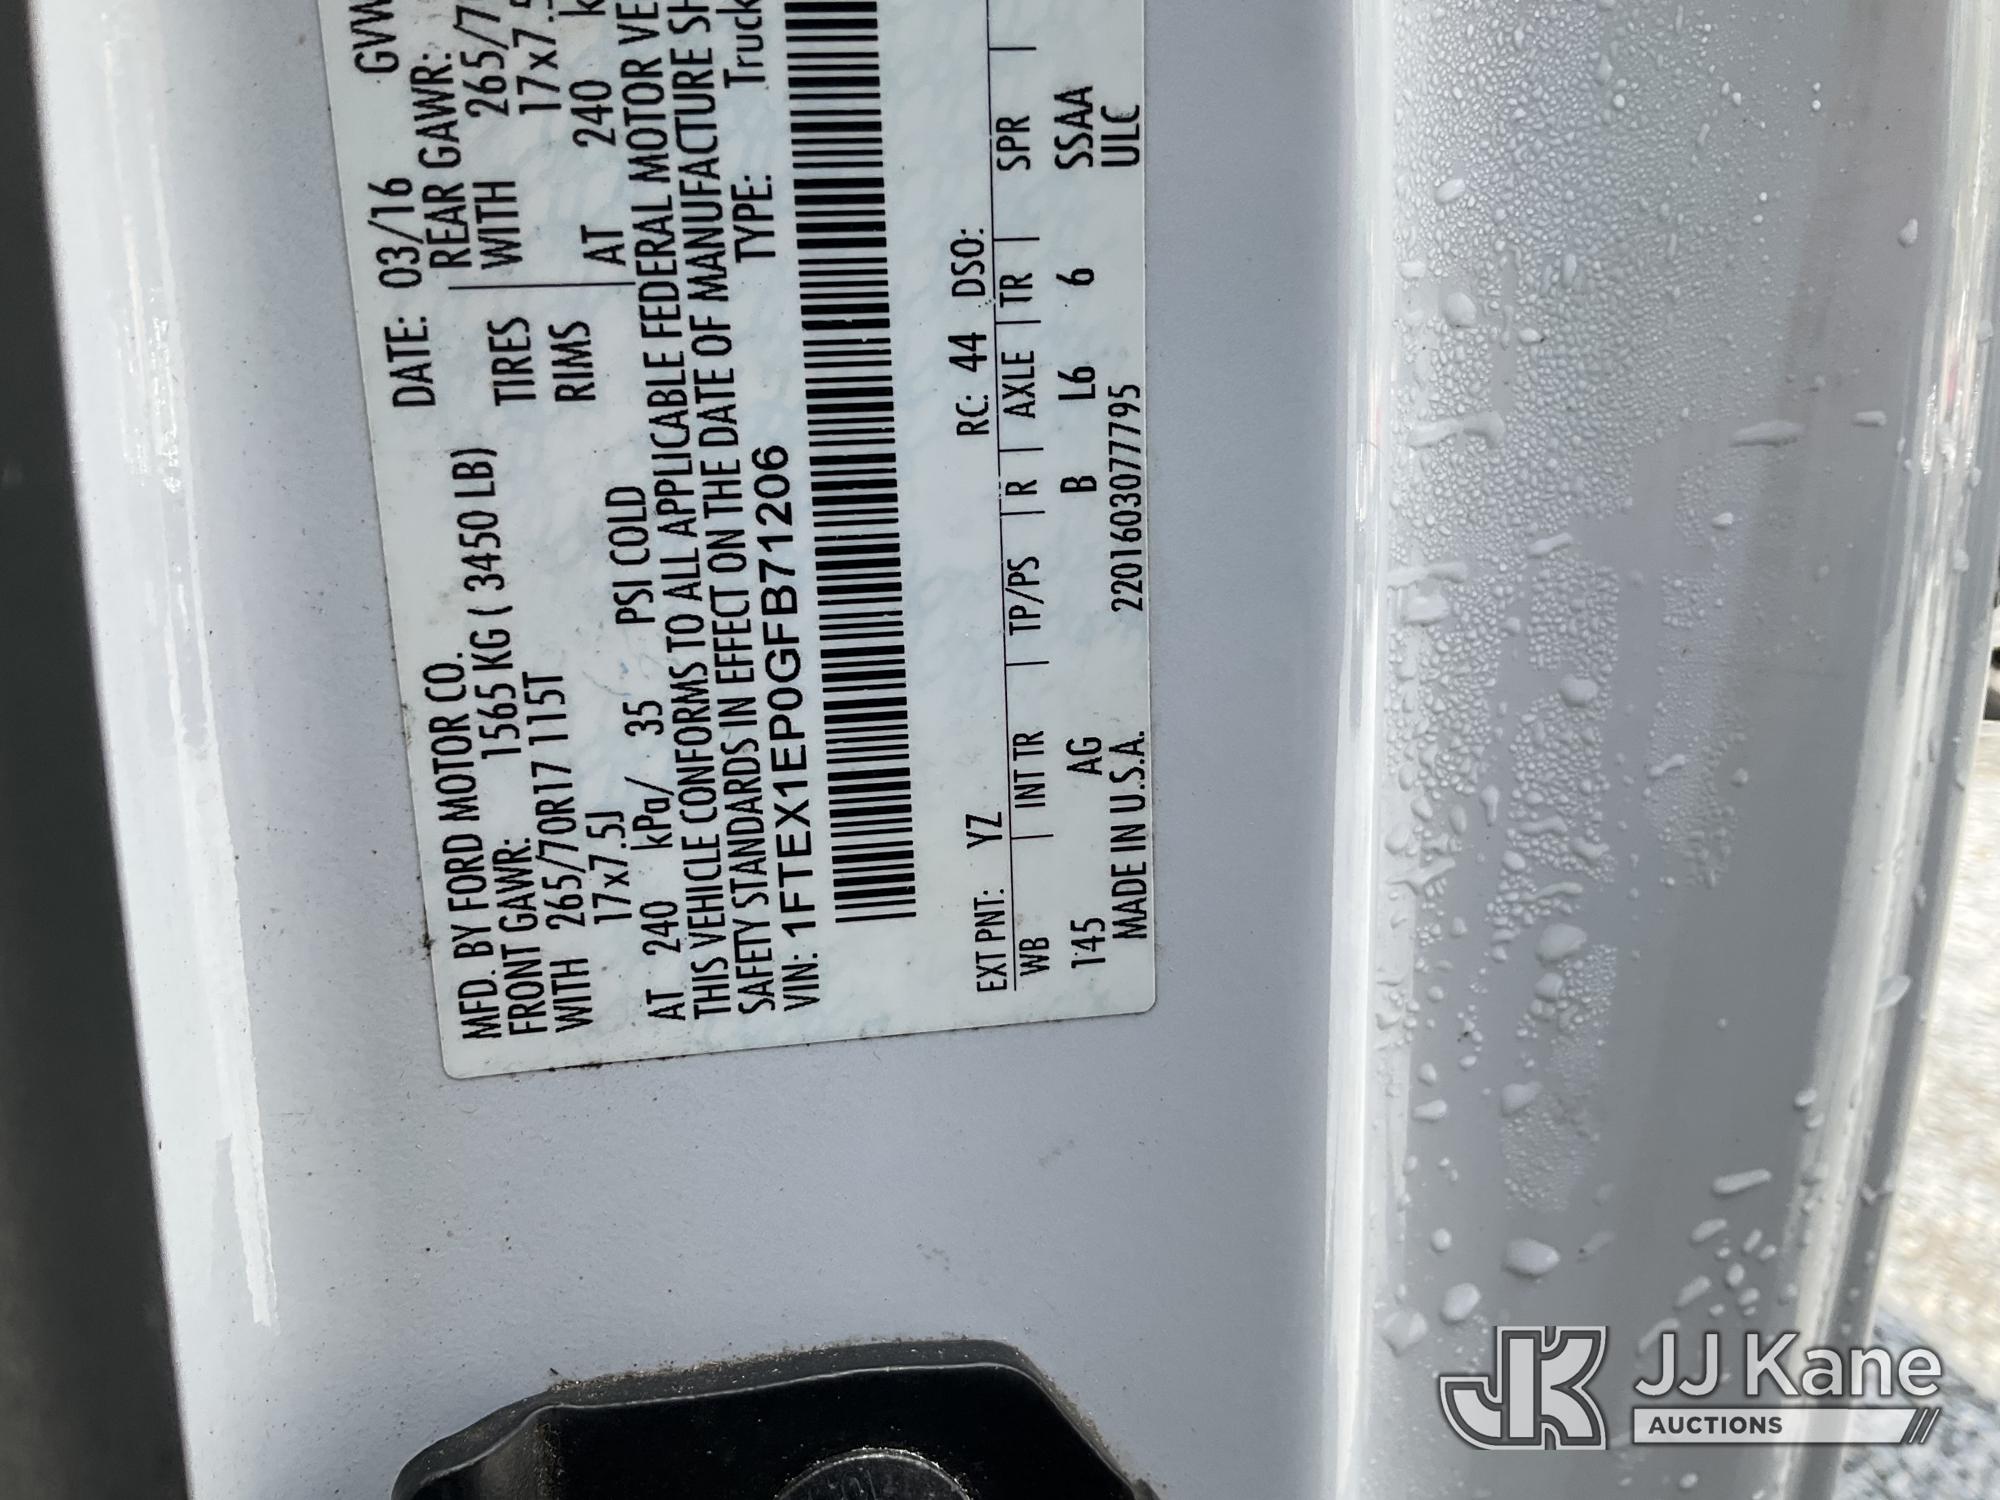 MFD. BY FORD MOTOR CO.
DATE: 03/16 GVW
FRONT GAWR: 1565 KG ( 3450 LB) REAR GAWR:
WITH 265/70R17 115T TIRES WITH 265/7
17x7.5J RIMS 17x7.5
AT 240 kPa/ 35 PSI COLD AT 240 k
THIS VEHICLE CONFORMS TO ALL APPLICABLE FEDERAL MOTOR VE
SAFETY STANDARDS IN EFFECT ON THE DATE OF MANUFACTURE SH
VIN: 1FTEX1EP0GFB71206 TYPE: Truck
EXT PNT: YZ RC: 44 DSO:
WB INT TR TP/PS R AXLE TR SPR
145 AG B L6 6 SSAA
MADE IN U.S.A. 2201603077795 ULC
JK JJ Kane
AUCTIONS